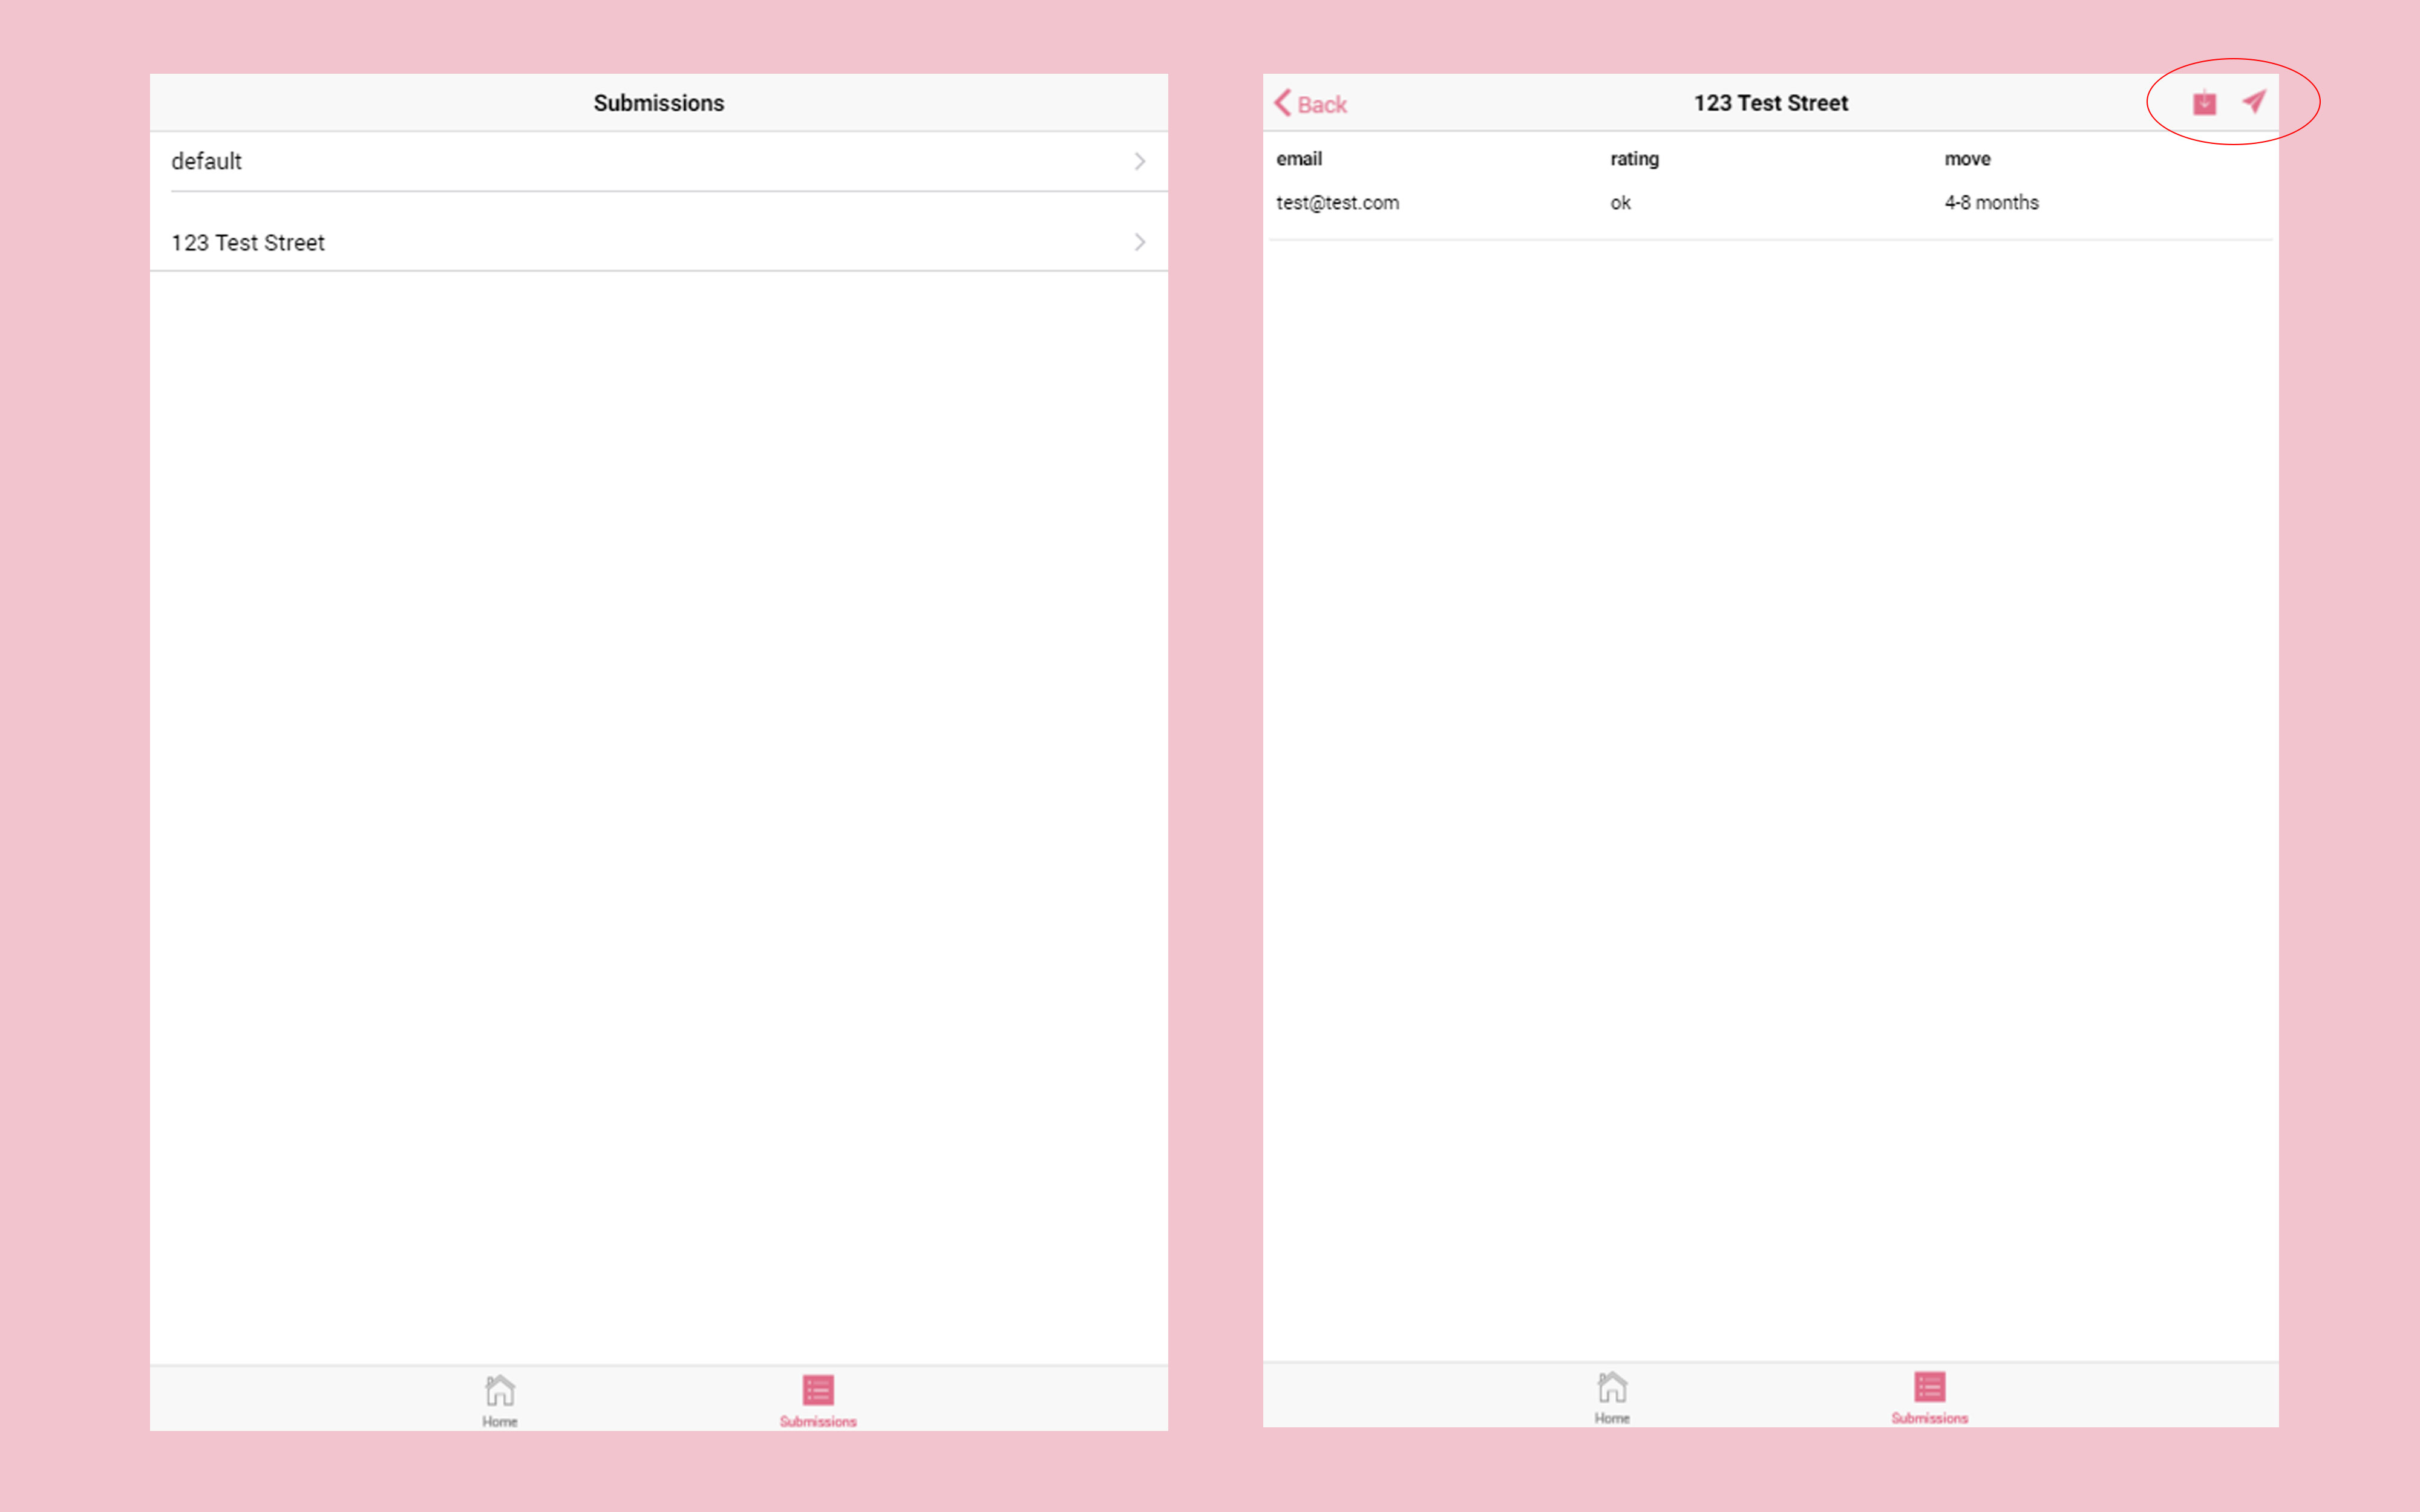 Submissions
default
123 Test Street
Home
Submissions
Back
123 Test Street
email rating move
test@test.com ok 4-8 months
Home
Submissions